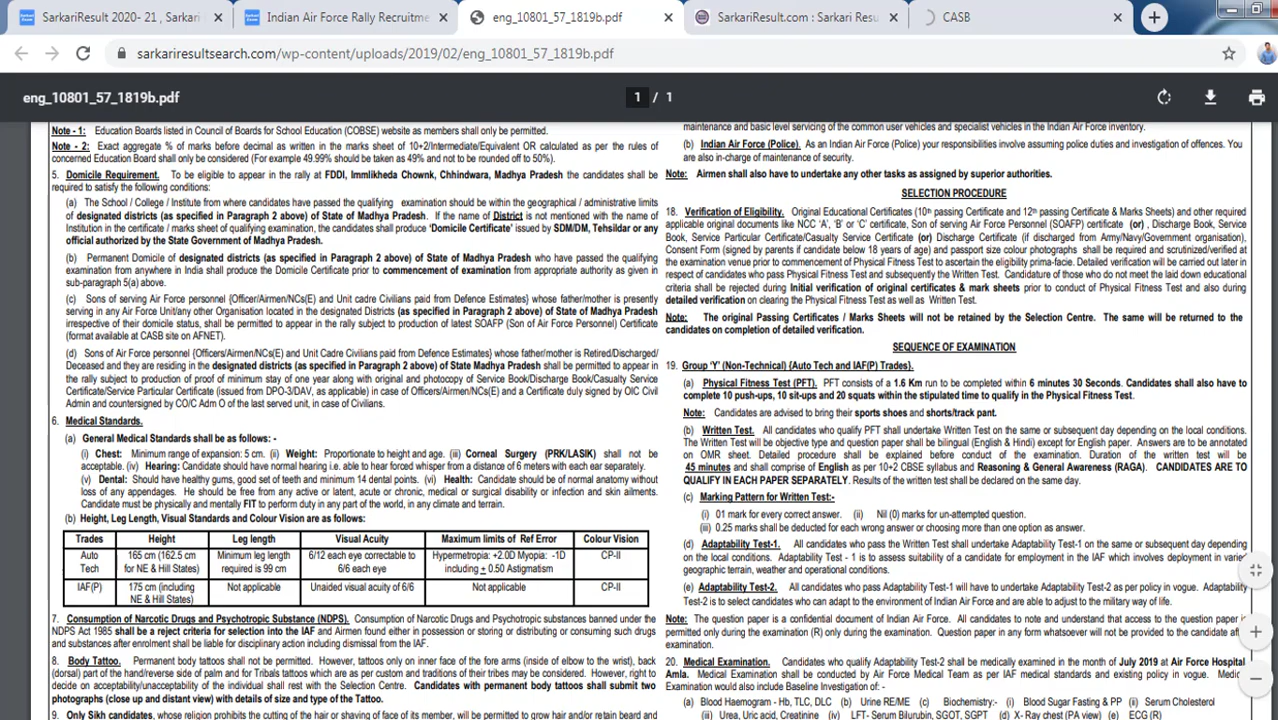 SarkariResult 2020- 21 , Sarkari
Indian Air Force Rally Recruitme
eng_10801_57_1819b.pdf
SarkariResult.com : Sarkari Resu
CASB
sarkariresultsearch.com/wp-content/uploads/2019/02/eng_10801_57_1819b.pdf
eng_10801_57_1819b.pdf
1 / 1
Note - 1: Education Boards listed in Council of Boards for School Education (COBSE) website as members shall only be permitted.
Note - 2: Exact aggregate % of marks before decimal as written in the marks sheet of 10+2/Intermediate/Equivalent OR calculated as per the rules of
concerned Education Board shall only be considered (For example 49.99% should be taken as 49% and not to be rounded off to 50%).
5. Domicile Requirement. To be eligible to appear in the rally at FDDI, Immlikheda Chownk, Chhindwara, Madhya Pradesh the candidates shall be
required to satisfy the following conditions:
(a) The School / College / Institute from where candidates have passed the qualifying examination should be within the geographical / administrative limits
of designated districts (as specified in Paragraph 2 above) of State of Madhya Pradesh. If the name of District is not mentioned with the name of
Institution in the certificate / marks sheet of qualifying examination, the candidates shall produce 'Domicile Certificate' issued by SDM/DM, Tehsildar or any
official authorized by the State Government of Madhya Pradesh.
(b) Permanent Domicile of designated districts (as specified in Paragraph 2 above) of State of Madhya Pradesh who have passed the qualifying
examination from anywhere in India shall produce the Domicile Certificate prior to commencement of examination from appropriate authority as given in
sub-paragraph 5(a) above.
(c) Sons of serving Air Force personnel {Officer/Airmen/NCs(E) and Unit cadre Civilians paid from Defence Estimates} whose father/mother is presently
serving in any Air Force Unit/any other Organisation located in the designated Districts (as specified in Paragraph 2 above) of State of Madhya Pradesh
irrespective of their domicile status, shall be permitted to appear in the rally subject to production of latest SOAFP (Son of Air Force Personnel) Certificate
(format available at CASB site on AFNET).
(d) Sons of Air Force personnel {Officers/Airmen/NCs(E) and Unit Cadre Civilians paid from Defence Estimates} whose father/mother is Retired/Discharged/
Deceased and they are residing in the designated districts (as specified in Paragraph 2 above) of State Madhya Pradesh shall be permitted to appear in
the rally subject to production of proof of minimum stay of one year along with original and photocopy of Service Book/Discharge Book/Casualty Service
Certificate/Service Particular Certificate (issued from DPO-3/DAV, as applicable) in case of Officers/Airmen/NCs(E) and a Certificate duly signed by OIC Civil
Admin and countersigned by CO/C Adm O of the last served unit, in case of Civilians.
6. Medical Standards.
(a) General Medical Standards shall be as follows: -
(i) Chest: Minimum range of expansion: 5 cm. (ii) Weight: Proportionate to height and age. (iii) Corneal Surgery (PRK/LASIK) shall not be
acceptable. (iv) Hearing: Candidate should have normal hearing i.e. able to hear forced whisper from a distance of 6 meters with each ear separately.
(v) Dental: Should have healthy gums, good set of teeth and minimum 14 dental points. (vi) Health: Candidate should be of normal anatomy without
loss of any appendages. He should be free from any active or latent, acute or chronic, medical or surgical disability or infection and skin ailments.
Candidate must be physically and mentally FIT to perform duty in any part of the world, in any climate and terrain.
(b) Height, Leg Length, Visual Standards and Colour Vision are as follows:
Trades Height Leg length Visual Acuity Maximum limits of Ref Error Colour Vision
Auto 165 cm (162.5 cm Minimum leg length 6/12 each eye correctable to Hypermetropia: +2.0D Myopia: -1D CP-II
Tech for NE & Hill States) required is 99 cm 6/6 each eye including + 0.50 Astigmatism
IAF(P) 175 cm (including Not applicable Unaided visual acuity of 6/6 Not applicable CP-II
NE & Hill States)
7. Consumption of Narcotic Drugs and Psychotropic Substance (NDPS). Consumption of Narcotic Drugs and Psychotropic substances banned under the
NDPS Act 1985 shall be a reject criteria for selection into the IAF and Airmen found either in possession or storing or distributing or consuming such drugs
and substances after enrolment shall be liable for disciplinary action including dismissal from the IAF.
8. Body Tattoo. Permanent body tattoos shall not be permitted. However, tattoos only on inner face of the fore arms (inside of elbow to the wrist), back
(dorsal) part of the hand/reverse side of palm and for Tribals tattoos which are as per custom and traditions of their tribes may be considered. However, right to
decide on acceptability/unacceptability of the individual shall rest with the Selection Centre. Candidates with permanent body tattoos shall submit two
photographs (close up and distant view) with details of size and type of the Tattoo.
9. Only Sikh candidates, whose religion prohibits the cutting of the hair or shaving of face of its member, will be permitted to grow hair and/or retain beard and
maintenance and basic level servicing of the common user vehicles and specialist vehicles in the Indian Air Force inventory.
(b) Indian Air Force (Police). As an Indian Air Force (Police) your responsibilities involve assuming police duties and investigation of offences. You
are also in-charge of maintenance of security.
Note: Airmen shall also have to undertake any other tasks as assigned by superior authorities.
SELECTION PROCEDURE
18. Verification of Eligibility. Original Educational Certificates (10th passing Certificate and 12th passing Certificate & Marks Sheets) and other required
applicable original documents like NCC 'A', 'B' or 'C' certificate, Son of serving Air Force Personnel (SOAFP) certificate (or) , Discharge Book, Service
Book, Service Particular Certificate/Casualty Service Certificate (or) Discharge Certificate (if discharged from Army/Navy/Government organisation),
Consent Form (signed by parents if candidate below 18 years of age) and passport size colour photographs shall be required and scrutinized/verified at
the examination venue prior to commencement of Physical Fitness Test to ascertain the eligibility prima-facie. Detailed verification will be carried out later in
respect of candidates who pass Physical Fitness Test and subsequently the Written Test. Candidature of those who do not meet the laid down educational
criteria shall be rejected during Initial verification of original certificates & mark sheets prior to conduct of Physical Fitness Test and also during
detailed verification on clearing the Physical Fitness Test as well as Written Test.
Note: The original Passing Certificates / Marks Sheets will not be retained by the Selection Centre. The same will be returned to the
candidates on completion of detailed verification.
SEQUENCE OF EXAMINATION
19. Group 'Y' (Non-Technical) {Auto Tech and IAF(P) Trades}.
(a) Physical Fitness Test (PFT). PFT consists of a 1.6 Km run to be completed within 6 minutes 30 Seconds. Candidates shall also have to
complete 10 push-ups, 10 sit-ups and 20 squats within the stipulated time to qualify in the Physical Fitness Test.
Note: Candidates are advised to bring their sports shoes and shorts/track pant.
(b) Written Test. All candidates who qualify PFT shall undertake Written Test on the same or subsequent day depending on the local conditions.
The Written Test will be objective type and question paper shall be bilingual (English & Hindi) except for English paper. Answers are to be annotated
on OMR sheet. Detailed procedure shall be explained before conduct of the examination. Duration of the written test will be
45 minutes and shall comprise of English as per 10+2 CBSE syllabus and Reasoning & General Awareness (RAGA). CANDIDATES ARE TO
QUALIFY IN EACH PAPER SEPARATELY. Results of the written test shall be declared on the same day.
(c) Marking Pattern for Written Test:-
(i) 01 mark for every correct answer. (ii) Nil (0) marks for un-attempted question.
(iii) 0.25 marks shall be deducted for each wrong answer or choosing more than one option as answer.
(d) Adaptability Test-1. All candidates who pass the Written Test shall undertake Adaptability Test-1 on the same or subsequent day depending
on the local conditions. Adaptability Test - 1 is to assess suitability of a candidate for employment in the IAF which involves deployment in varie
geographic terrain, weather and operational conditions.
(e) Adaptability Test-2. All candidates who pass Adaptability Test-1 will have to undertake Adaptability Test-2 as per policy in vogue. Adaptability
Test-2 is to select candidates who can adapt to the environment of Indian Air Force and are able to adjust to the military way of life.
Note: The question paper is a confidential document of Indian Air Force. All candidates to note and understand that access to the question paper is
permitted only during the examination (R) only during the examination. Question paper in any form whatsoever will not be provided to the candidate aft
examination.
20. Medical Examination. Candidates who qualify Adaptability Test-2 shall be medically examined in the month of July 2019 at Air Force Hospital
Amla. Medical Examination shall be conducted by Air Force Medical Team as per IAF medical standards and existing policy in vogue. Medic
Examination would also include Baseline Investigation of: -
(a) Blood Haemogram - Hb, TLC, DLC (b) Urine RE/ME (c) Biochemistry:- (i) Blood Sugar Fasting & PP (ii) Serum Cholesterol
(iii) Urea, Uric acid, Creatinine (iv) LFT- Serum Bilurubin, SGOT, SGPT (d) X- Ray chest (PA view) (e) ECG (R)